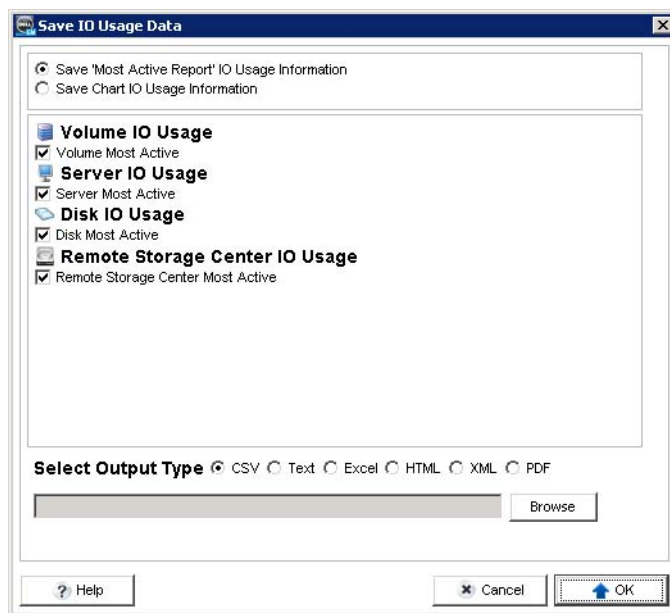 Save IO Usage Data
Save 'Most Active Report' IO Usage Information
Save Chart IO Usage Information
Volume IO Usage
Volume Most Active
Server IO Usage
Server Most Active
Disk IO Usage
Disk Most Active
Remote Storage Center IO Usage
Remote Storage Center Most Active
Select Output Type CSV Text Excel HTML XML PDF
Browse
? Help Cancel OK